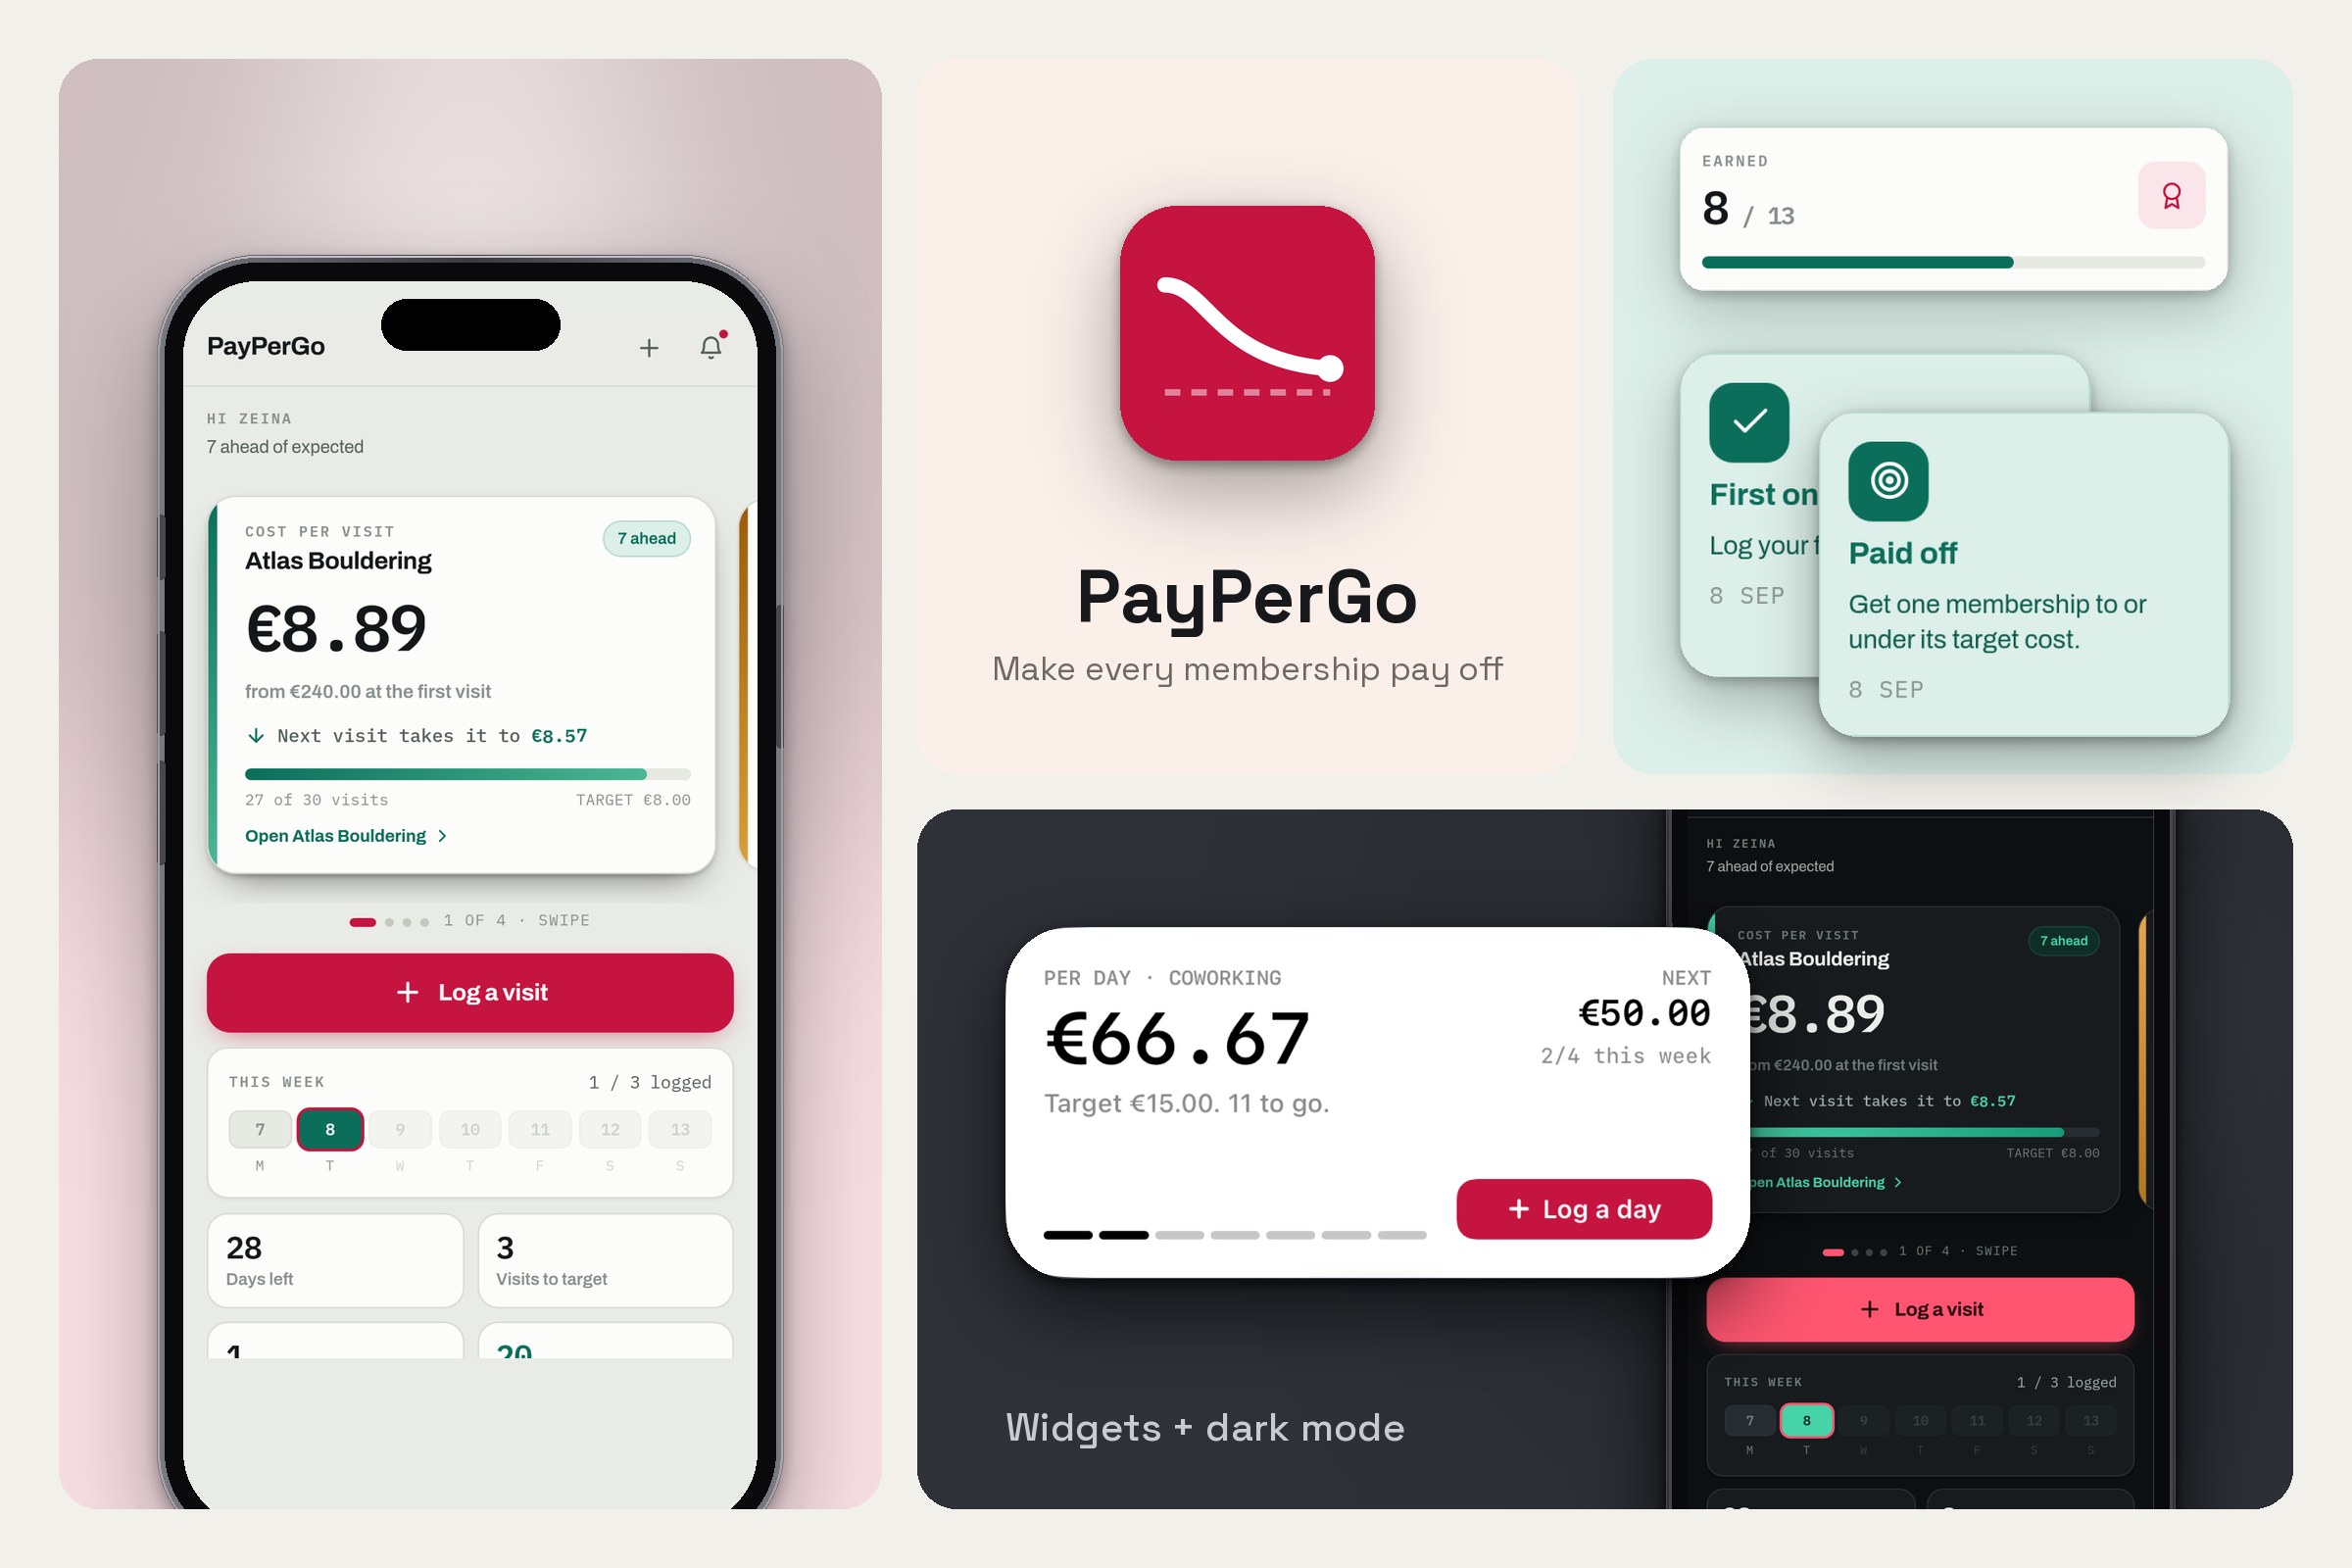 PayPerGo
HI ZEINA
7 ahead of expected
COST PER VISIT
7 ahead
Atlas Bouldering
€8.89
from €240.00 at the first visit
↓ Next visit takes it to €8.57
27 of 30 visits
TARGET €8.00
Open Atlas Bouldering >
1 OF 4 · SWIPE
+ Log a visit
THIS WEEK
1 / 3 logged
7 8 9 10 11 12 13
M T W T F S S
28
Days left
3
Visits to target
1
20
PayPerGo
Make every membership pay off
EARNED
8 / 13
First on
Log your f
8 SEP
Paid off
Get one membership to or
under its target cost.
8 SEP
PER DAY · COWORKING
€66.67
Target €15.00. 11 to go.
NEXT
€50.00
2/4 this week
+ Log a day
Widgets + dark mode
HI ZEINA
7 ahead of expected
COST PER VISIT
7 ahead
Atlas Bouldering
€8.89
om €240.00 at the first visit
Next visit takes it to €8.57
of 30 visits
TARGET €8.00
pen Atlas Bouldering >
1 OF 4 · SWIPE
+ Log a visit
THIS WEEK
1 / 3 logged
7 8 9 10 11 12 13
M T W T F S S